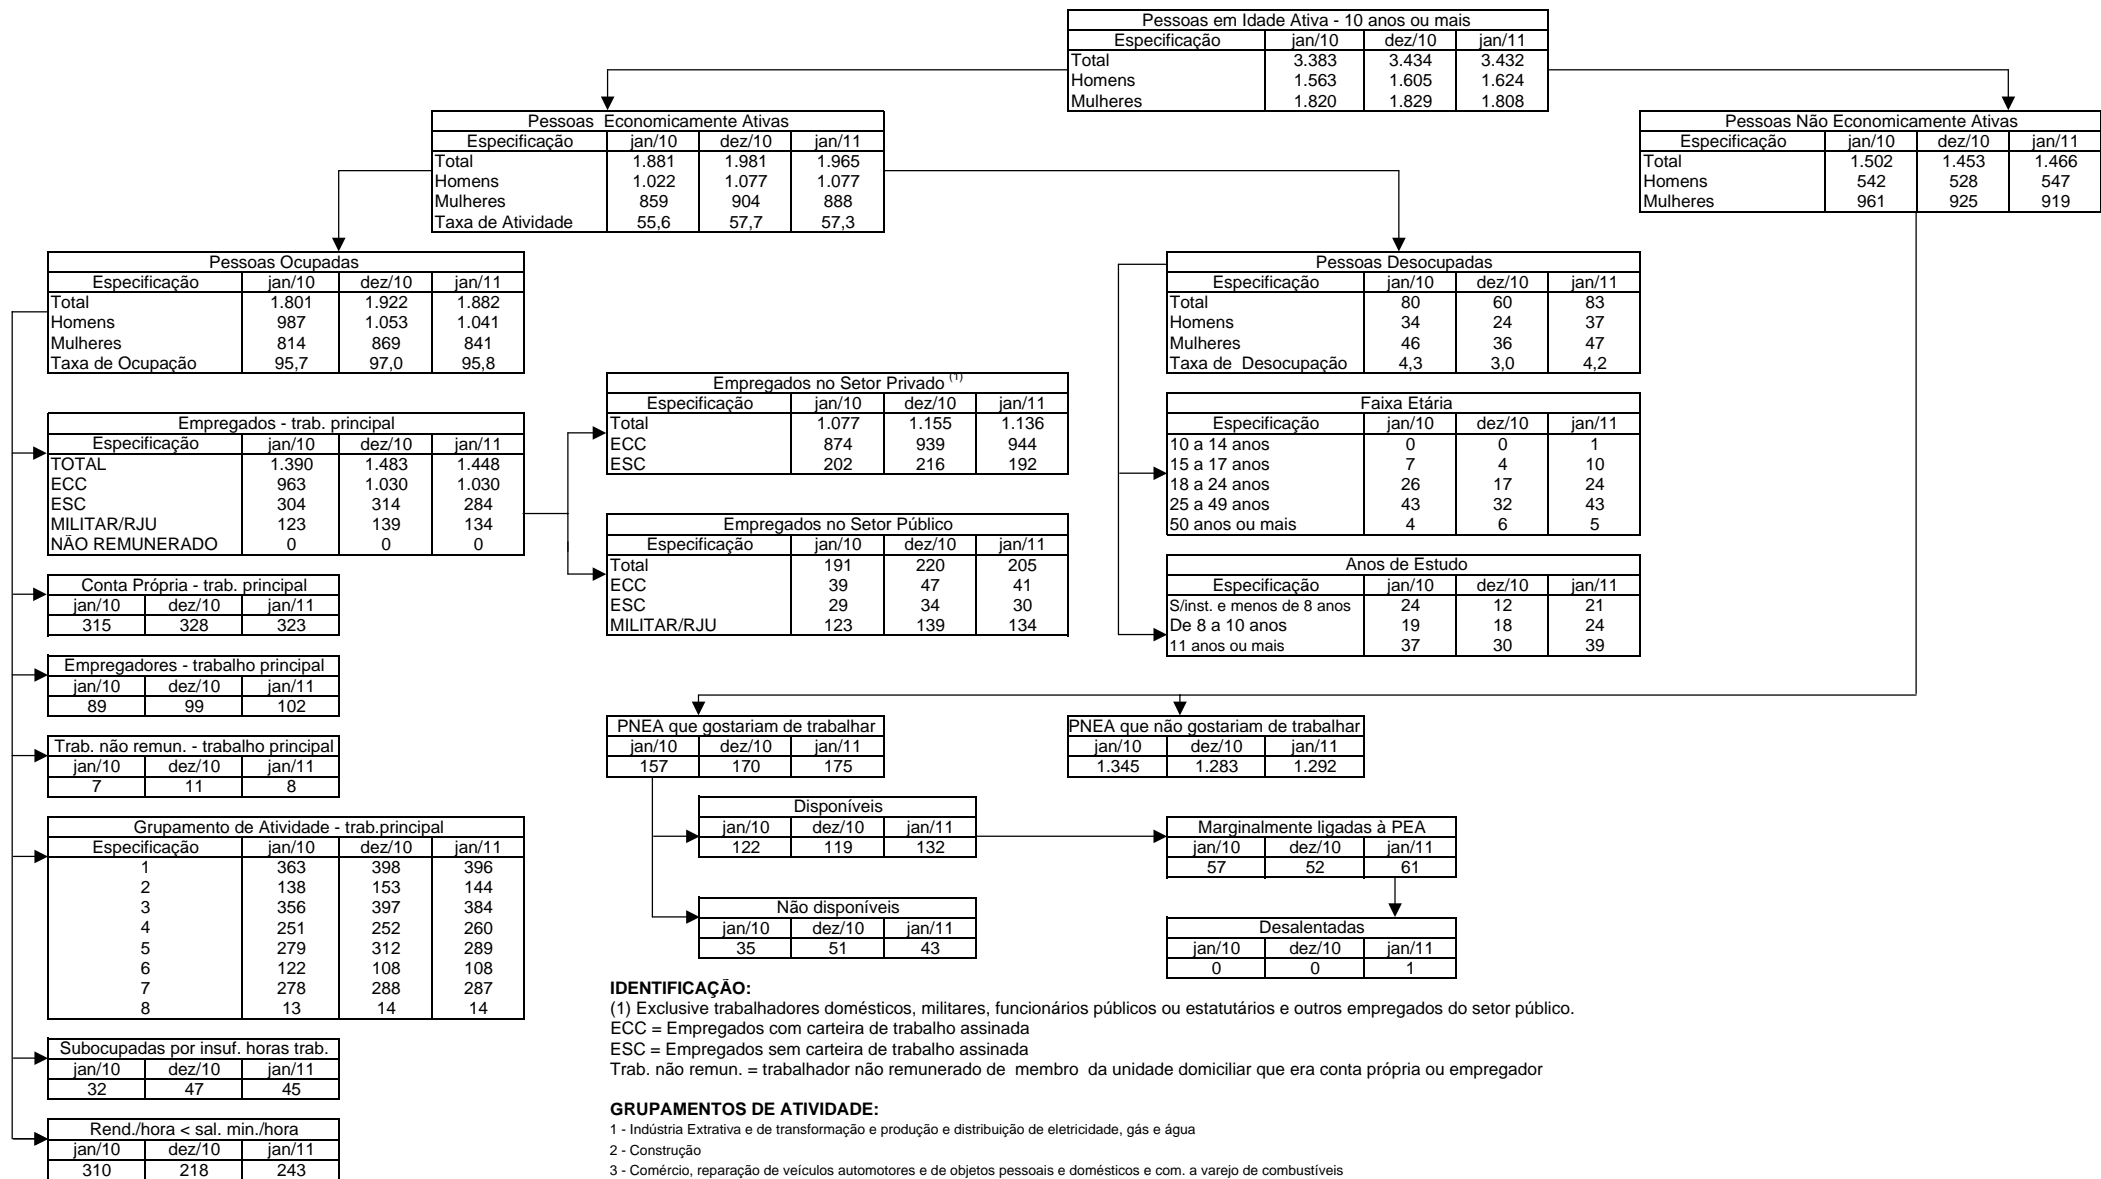 Pessoas em Idade Ativa - 10 anos ou mais
Especificação jan/10 dez/10 jan/11
Total 3.383 3.434 3.432
Homens 1.563 1.605 1.624
Mulheres 1.820 1.829 1.808
Pessoas Economicamente Ativas
Especificação jan/10 dez/10 jan/11
Total 1.881 1.981 1.965
Homens 1.022 1.077 1.077
Mulheres 859 904 888
Taxa de Atividade 55,6 57,7 57,3
Pessoas Não Economicamente Ativas
Especificação jan/10 dez/10 jan/11
Total 1.502 1.453 1.466
Homens 542 528 547
Mulheres 961 925 919
Pessoas Ocupadas
Especificação jan/10 dez/10 jan/11
Total 1.801 1.922 1.882
Homens 987 1.053 1.041
Mulheres 814 869 841
Taxa de Ocupação 95,7 97,0 95,8
Pessoas Desocupadas
Especificação jan/10 dez/10 jan/11
Total 80 60 83
Homens 34 24 37
Mulheres 46 36 47
Taxa de Desocupação 4,3 3,0 4,2
Empregados - trab. principal
Especificação jan/10 dez/10 jan/11
TOTAL 1.390 1.483 1.448
ECC 963 1.030 1.030
ESC 304 314 284
MILITAR/RJU 123 139 134
NÃO REMUNERADO 0 0 0
Empregados no Setor Privado (1)
Especificação jan/10 dez/10 jan/11
Total 1.077 1.155 1.136
ECC 874 939 944
ESC 202 216 192
Empregados no Setor Público
Especificação jan/10 dez/10 jan/11
Total 191 220 205
ECC 39 47 41
ESC 29 34 30
MILITAR/RJU 123 139 134
Faixa Etária
Especificação jan/10 dez/10 jan/11
10 a 14 anos 0 0 1
15 a 17 anos 7 4 10
18 a 24 anos 26 17 24
25 a 49 anos 43 32 43
50 anos ou mais 4 6 5
Anos de Estudo
Especificação jan/10 dez/10 jan/11
S/inst. e menos de 8 anos 24 12 21
De 8 a 10 anos 19 18 24
11 anos ou mais 37 30 39
Conta Própria - trab. principal
jan/10 dez/10 jan/11
315 328 323
Empregadores - trabalho principal
jan/10 dez/10 jan/11
89 99 102
Trab. não remun. - trabalho principal
jan/10 dez/10 jan/11
7 11 8
PNEA que gostariam de trabalhar
jan/10 dez/10 jan/11
157 170 175
PNEA que não gostariam de trabalhar
jan/10 dez/10 jan/11
1.345 1.283 1.292
Disponíveis
jan/10 dez/10 jan/11
122 119 132
Marginalmente ligadas à PEA
jan/10 dez/10 jan/11
57 52 61
Não disponíveis
jan/10 dez/10 jan/11
35 51 43
Desalentadas
jan/10 dez/10 jan/11
0 0 1
Grupamento de Atividade - trab.principal
Especificação jan/10 dez/10 jan/11
1 363 398 396
2 138 153 144
3 356 397 384
4 251 252 260
5 279 312 289
6 122 108 108
7 278 288 287
8 13 14 14
Subocupadas por insuf. horas trab.
jan/10 dez/10 jan/11
32 47 45
Rend./hora < sal. min./hora
jan/10 dez/10 jan/11
310 218 243
IDENTIFICAÇÃO:
(1) Exclusive trabalhadores domésticos, militares, funcionários públicos ou estatutários e outros empregados do setor público.
ECC = Empregados com carteira de trabalho assinada
ESC = Empregados sem carteira de trabalho assinada
Trab. não remun. = trabalhador não remunerado de membro da unidade domiciliar que era conta própria ou empregador
GRUPAMENTOS DE ATIVIDADE:
1 - Indústria Extrativa e de transformação e produção e distribuição de eletricidade, gás e água
2 - Construção
3 - Comércio, reparação de veículos automotores e de objetos pessoais e domésticos e com. a varejo de combustíveis